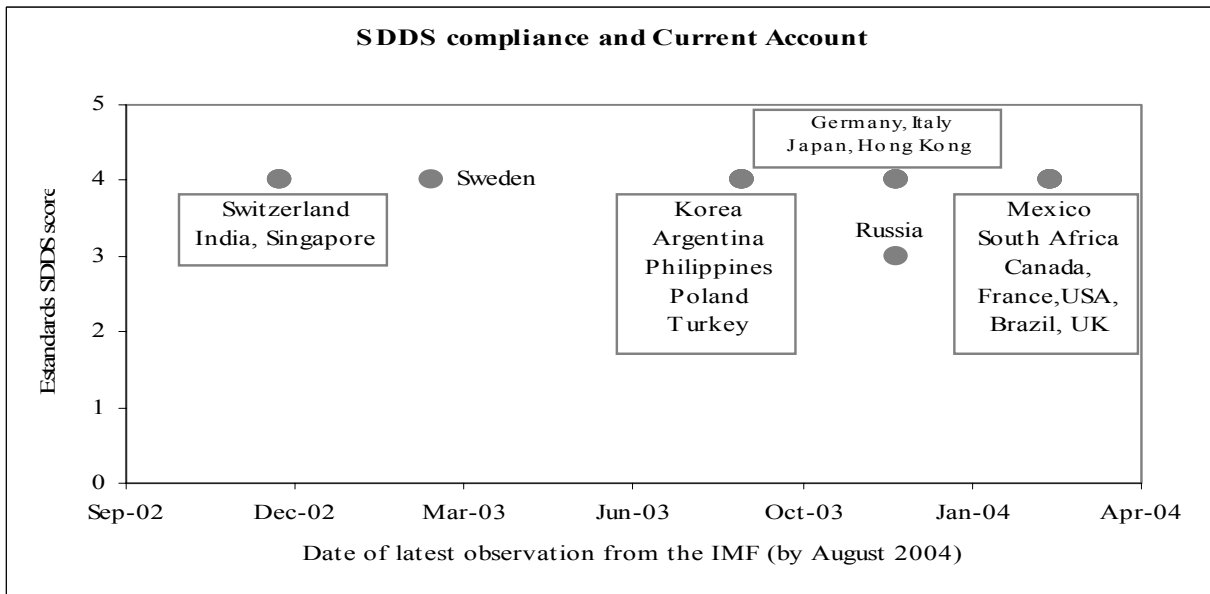 SDDS compliance and Current Account
Estandards SDDS score
5
4
3
2
1
0
Germany, Italy
Japan, Hong Kong
Sweden
Switzerland
India, Singapore
Korea
Argentina
Philippines
Poland
Turkey
Russia
Mexico
South Africa
Canada,
France,USA,
Brazil, UK
Sep-02 Dec-02 Mar-03 Jun-03 Oct-03 Jan-04 Apr-04
Date of latest observation from the IMF (by August 2004)